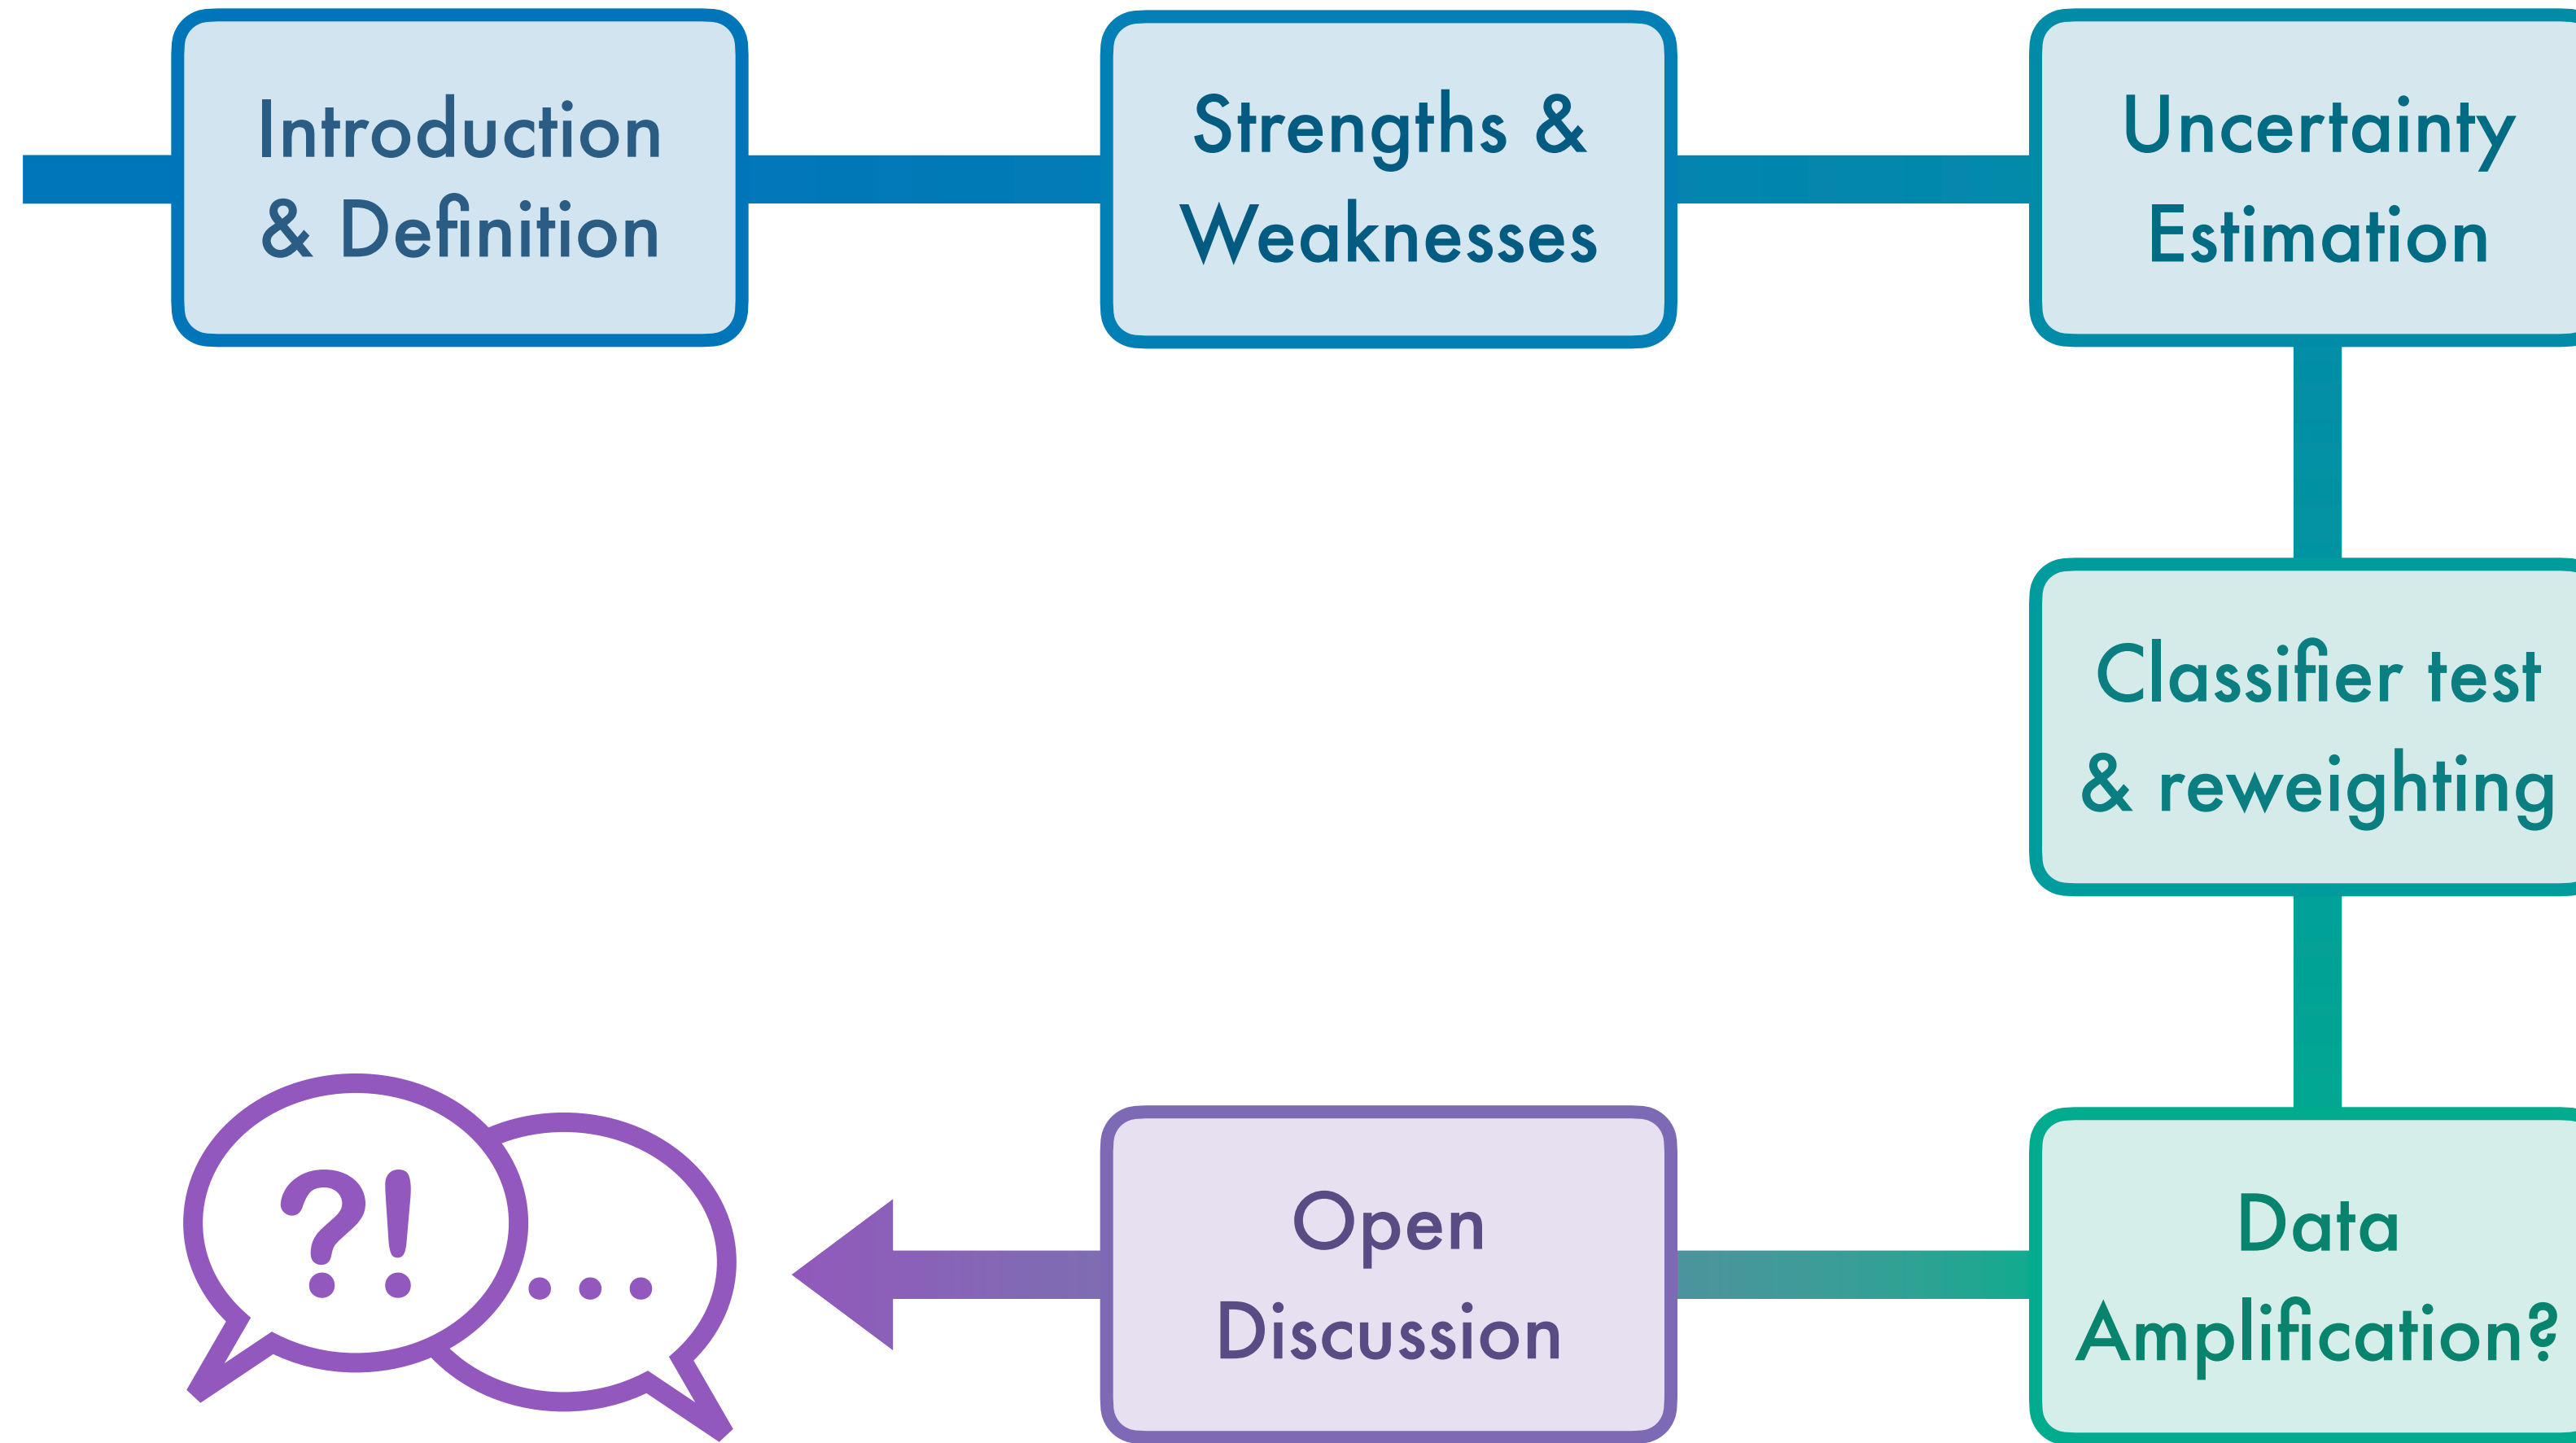 Introduction
& Definition
Strengths &
Weaknesses
Uncertainty
Estimation
Classifier test
& reweighting
Data
Amplification?
Open
Discussion
?!
...